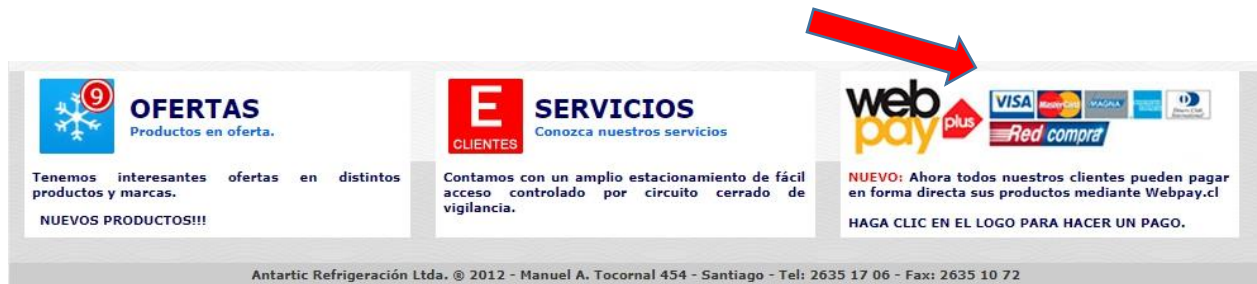 9
OFERTAS
Productos en oferta.
Tenemos interesantes ofertas en distintos
productos y marcas.
NUEVOS PRODUCTOS!!!
E
CLIENTES
SERVICIOS
Conozca nuestros servicios
Contamos con un amplio estacionamiento de fácil
acceso controlado por circuito cerrado de
vigilancia.
web
pay plus
VISA MasterCard MAGNA
Red compra
NUEVO: Ahora todos nuestros clientes pueden pagar
en forma directa sus productos mediante Webpay.cl
HAGA CLIC EN EL LOGO PARA HACER UN PAGO.
Antartic Refrigeración Ltda. ® 2012 - Manuel A. Tocornal 454 - Santiago - Tel: 2635 17 06 - Fax: 2635 10 72